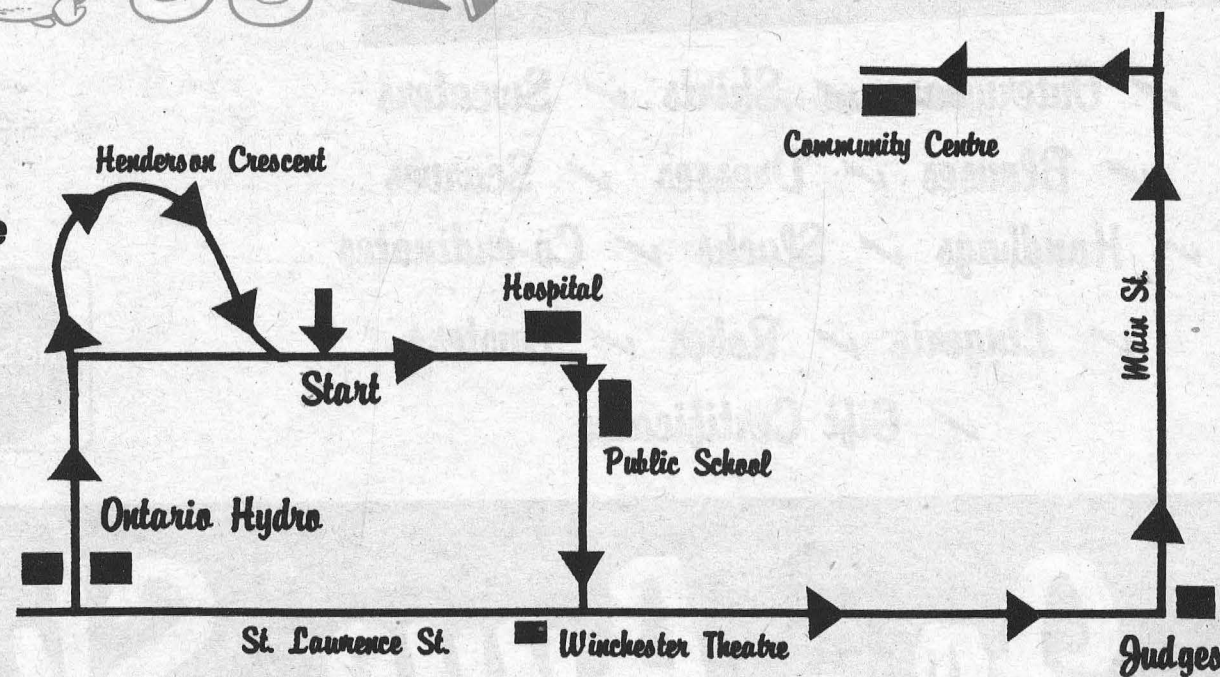 Community Centre
Henderson Crescent
Hospital
Main St.
Start
Public School
Ontario Hydro
St. Laurence St.
Winchester Theatre
Judges